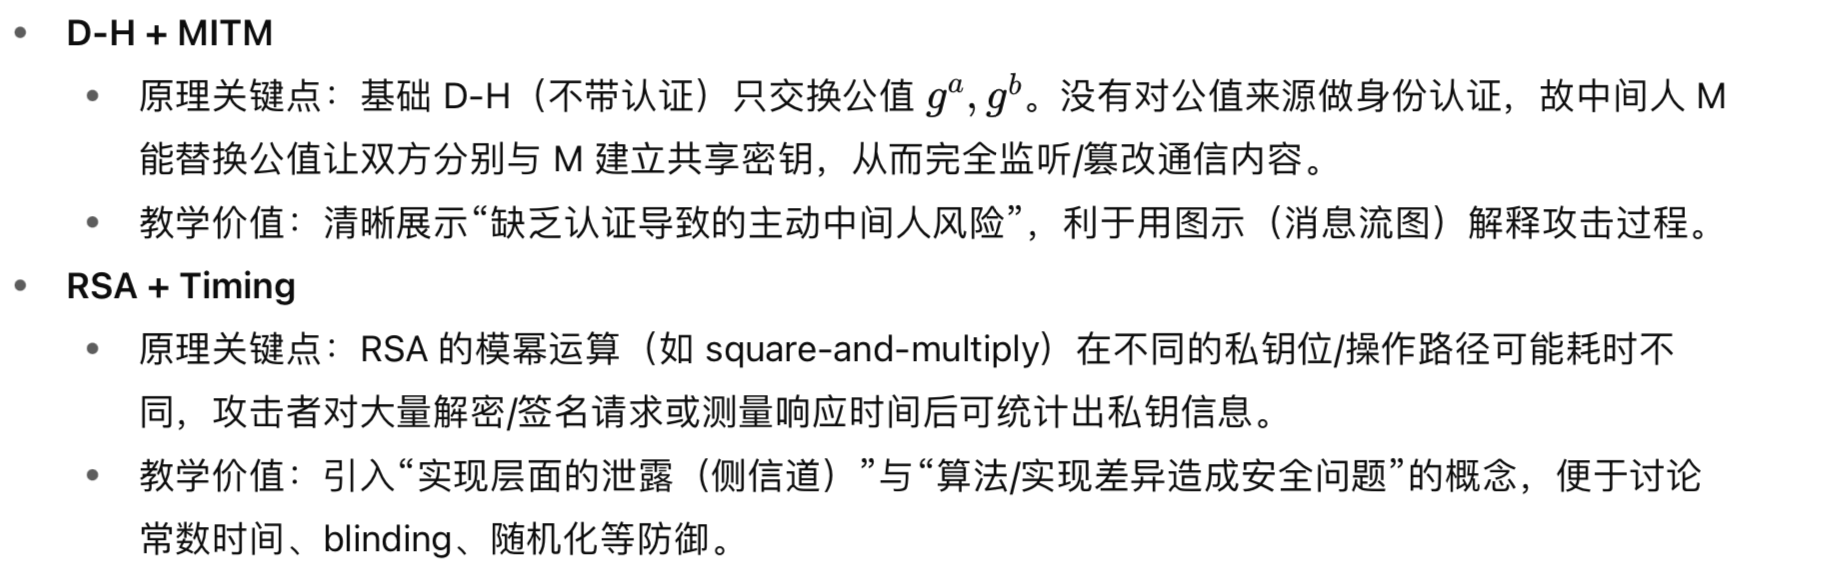 • D-H + MITM
• 原理关键点：基础 D-H（不带认证）只交换公值 g^a, g^b。没有对公值来源做身份认证，故中间人 M
能替换公值让双方分别与 M 建立共享密钥，从而完全监听/篡改通信内容。
• 教学价值：清晰展示“缺乏认证导致的主动中间人风险”，利于用图示（消息流图）解释攻击过程。
• RSA + Timing
• 原理关键点：RSA 的模幂运算（如 square-and-multiply）在不同的私钥位/操作路径可能耗时不
同，攻击者对大量解密/签名请求或测量响应时间后可统计出私钥信息。
• 教学价值：引入“实现层面的泄露（侧信道）”与“算法/实现差异造成安全问题”的概念，便于讨论
常数时间、blinding、随机化等防御。